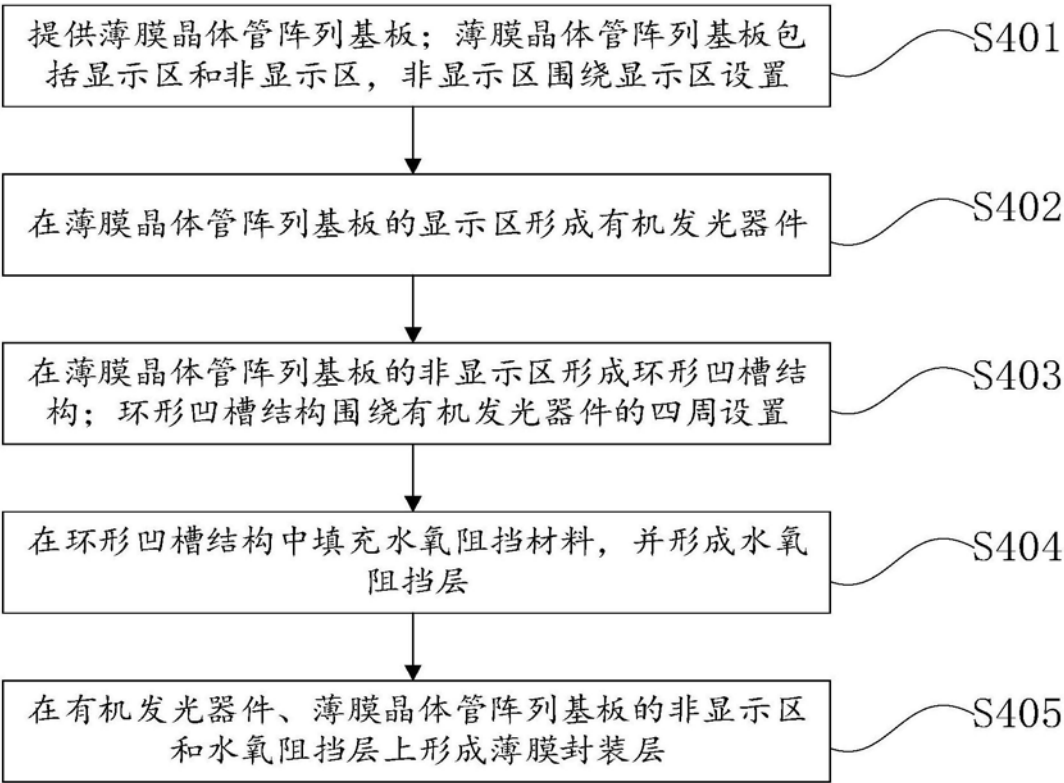 提供薄膜晶体管阵列基板；薄膜晶体管阵列基板包
括显示区和非显示区，非显示区围绕显示区设置
S401
在薄膜晶体管阵列基板的显示区形成有机发光器件
S402
在薄膜晶体管阵列基板的非显示区形成环形凹槽结
构；环形凹槽结构围绕有机发光器件的四周设置
S403
在环形凹槽结构中填充水氧阻挡材料，并形成水氧
阻挡层
S404
在有机发光器件、薄膜晶体管阵列基板的非显示区
和水氧阻挡层上形成薄膜封装层
S405